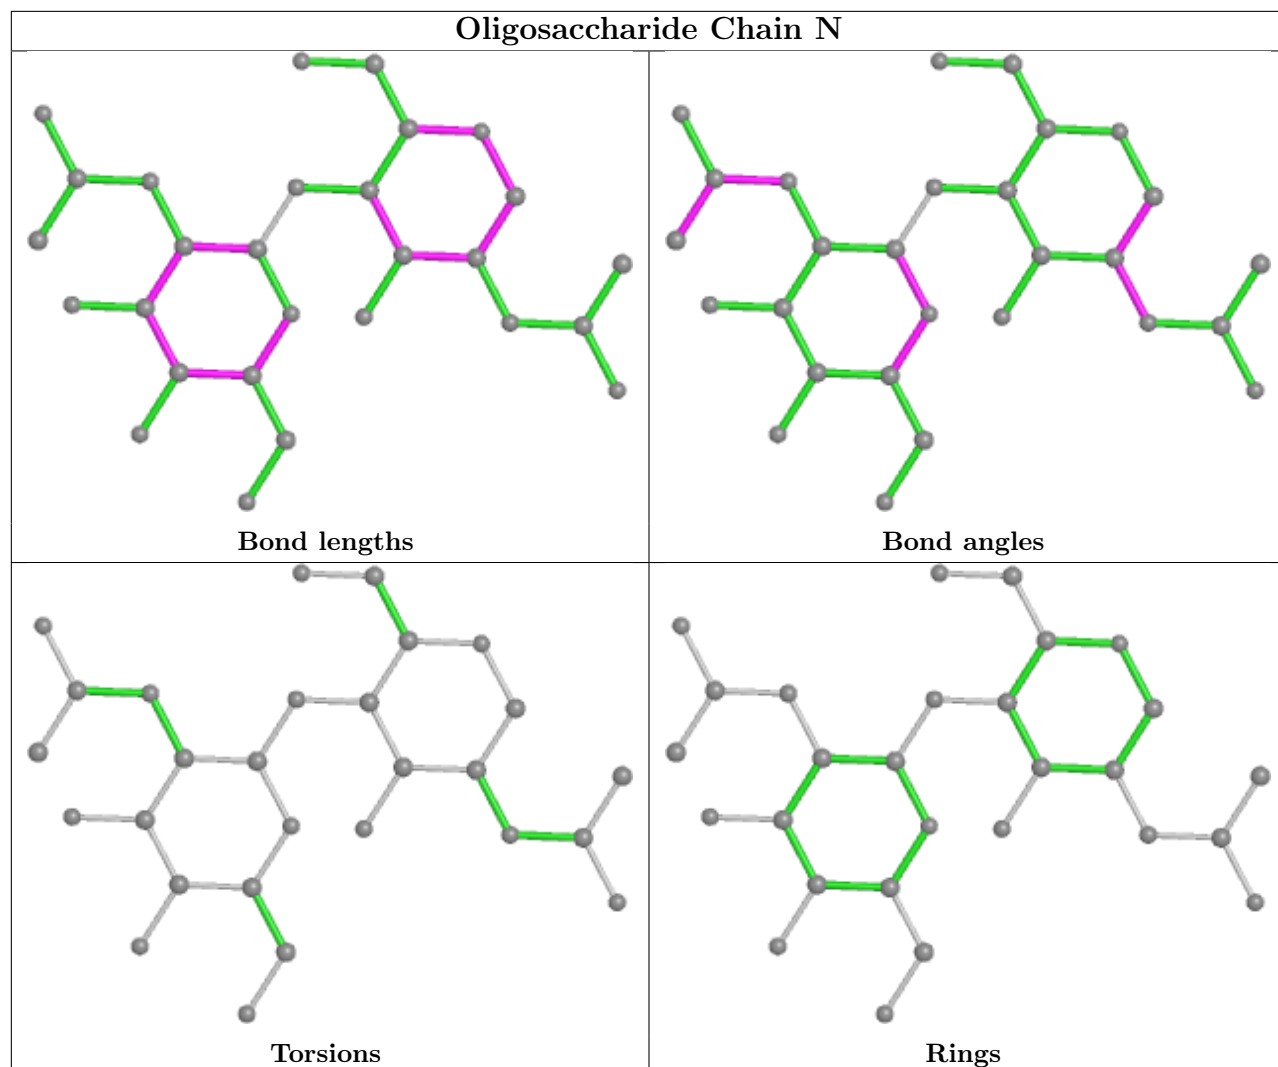 Oligosaccharide Chain N
Bond lengths
Bond angles
Torsions
Rings